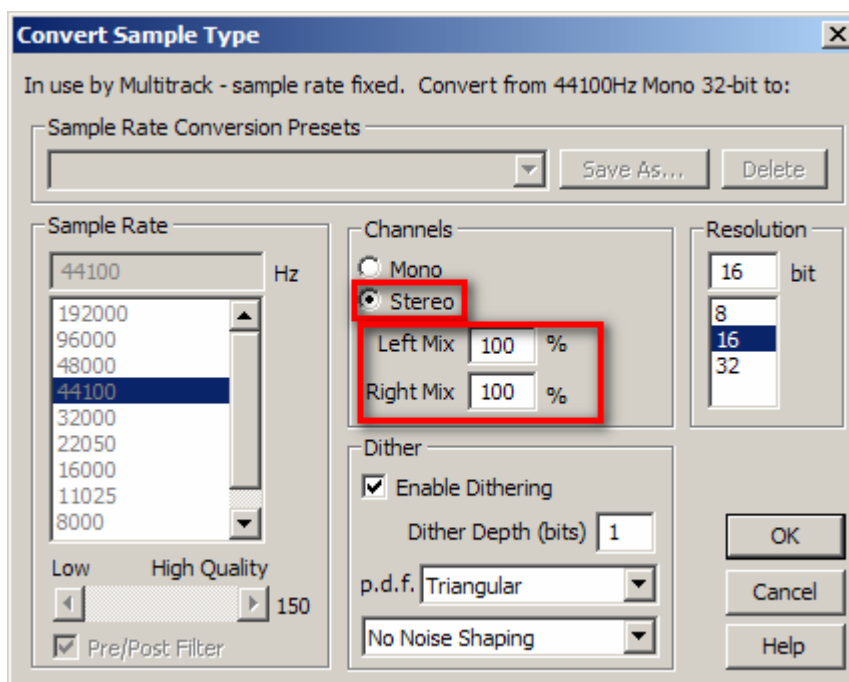 Convert Sample Type
In use by Multitrack - sample rate fixed. Convert from 44100Hz Mono 32-bit to:
Sample Rate Conversion Presets
Save As...
Delete
Sample Rate
44100
Hz
192000
96000
48000
44100
32000
22050
16000
11025
8000
Low High Quality
150
Pre/Post Filter
Channels
Mono
Stereo
Left Mix 100 %
Right Mix 100 %
Dither
Enable Dithering
Dither Depth (bits) 1
p.d.f. Triangular
No Noise Shaping
Resolution
16 bit
8
16
32
OK
Cancel
Help